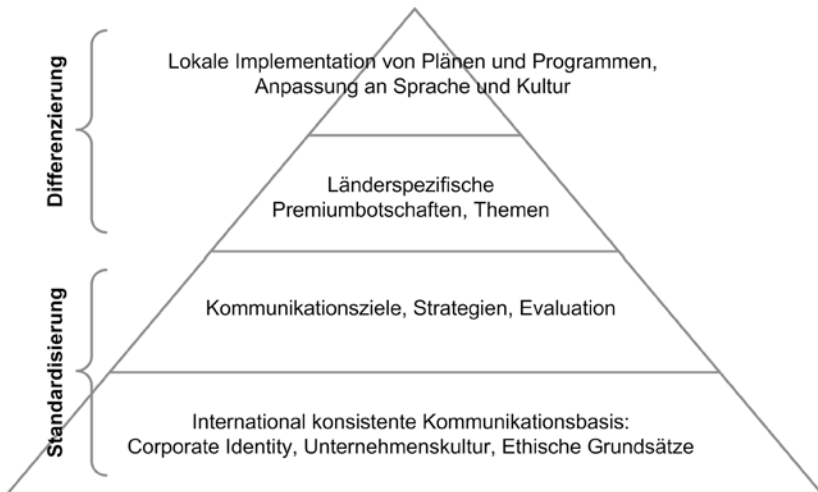 Differenzierung
Lokale Implementation von Plänen und Programmen,
Anpassung an Sprache und Kultur
Länderspezifische
Premiumbotschaften, Themen
Standardisierung
Kommunikationsziele, Strategien, Evaluation
International konsistente Kommunikationsbasis:
Corporate Identity, Unternehmenskultur, Ethische Grundsätze